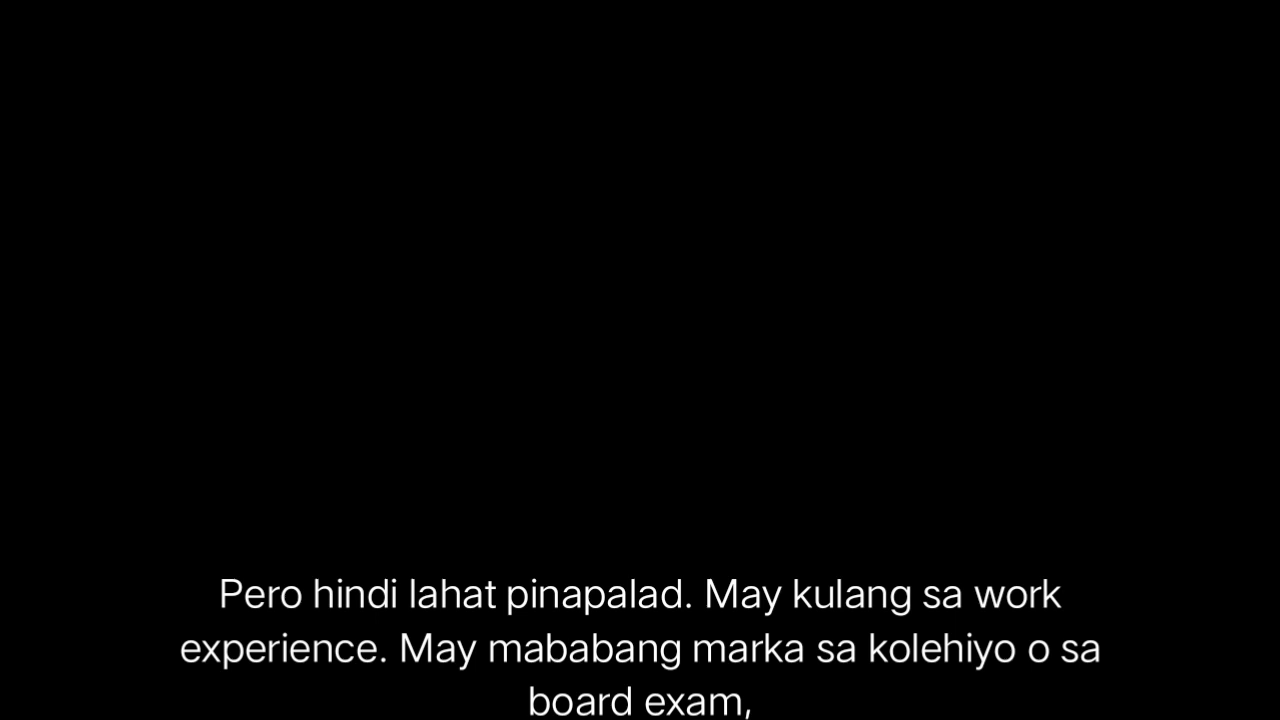 Pero hindi lahat pinapalad. May kulang sa work
experience. May mababang marka sa kolehiyo o sa
board exam,